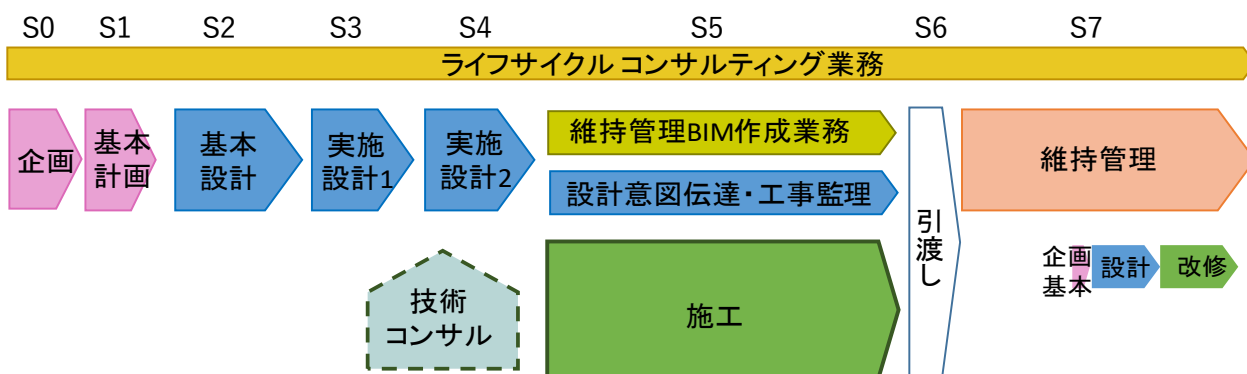 S0 S1 S2 S3 S4 S5 S6 S7
ライフサイクル コンサルティング業務
企画
基本
計画
基本
設計
実施
設計1
実施
設計2
維持管理BIM作成業務
設計意図伝達・工事監理
引渡し
維持管理
技術
コンサル
施工
企画
基本
設計
改修